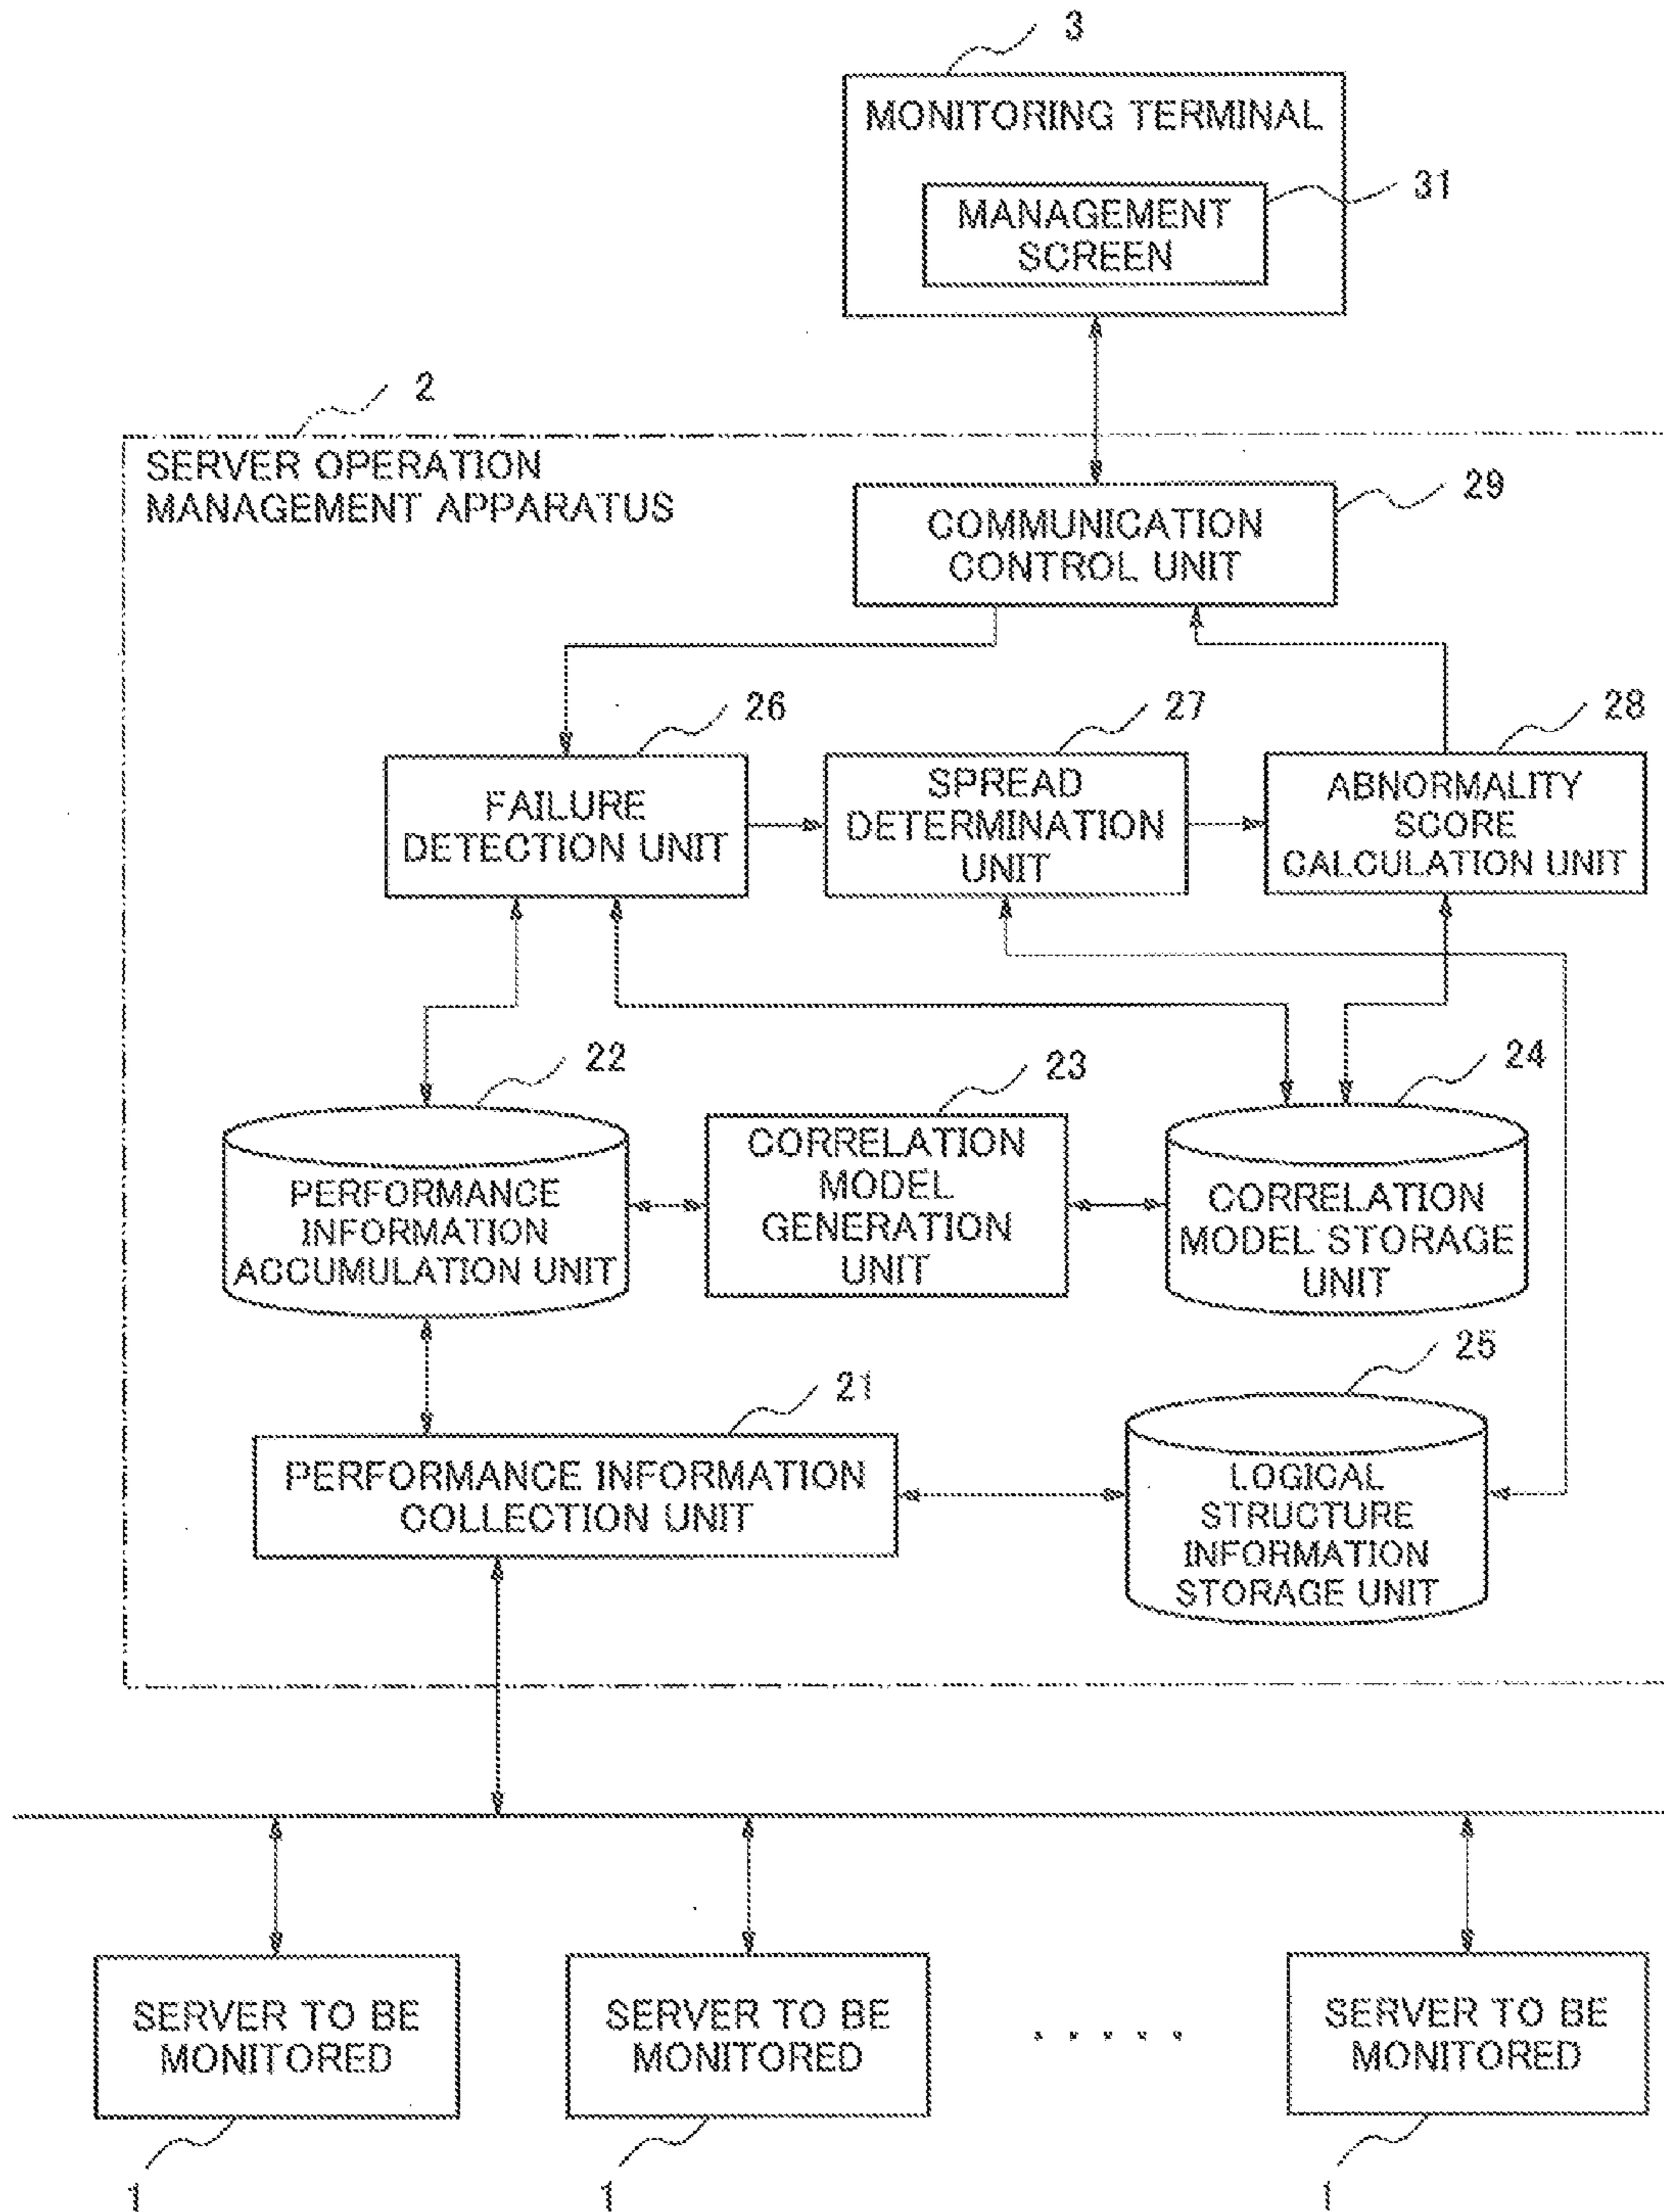 3
MONITORING TERMINAL
31
MANAGEMENT
SCREEN
2
SERVER OPERATION
MANAGEMENT APPARATUS
29
COMMUNICATION
CONTROL UNIT
26
27
28
FAILURE
DETECTION UNIT
SPREAD
DETERMINATION
UNIT
ABNORMALITY
SCORE
CALCULATION UNIT
22
23
24
PERFORMANCE
INFORMATION
ACCUMULATION UNIT
CORRELATION
MODEL
GENERATION
UNIT
CORRELATION
MODEL STORAGE
UNIT
21
25
PERFORMANCE INFORMATION
COLLECTION UNIT
LOGICAL
STRUCTURE
INFORMATION
STORAGE UNIT
SERVER TO BE
MONITORED
SERVER TO BE
MONITORED
.....
SERVER TO BE
MONITORED
1
1
1